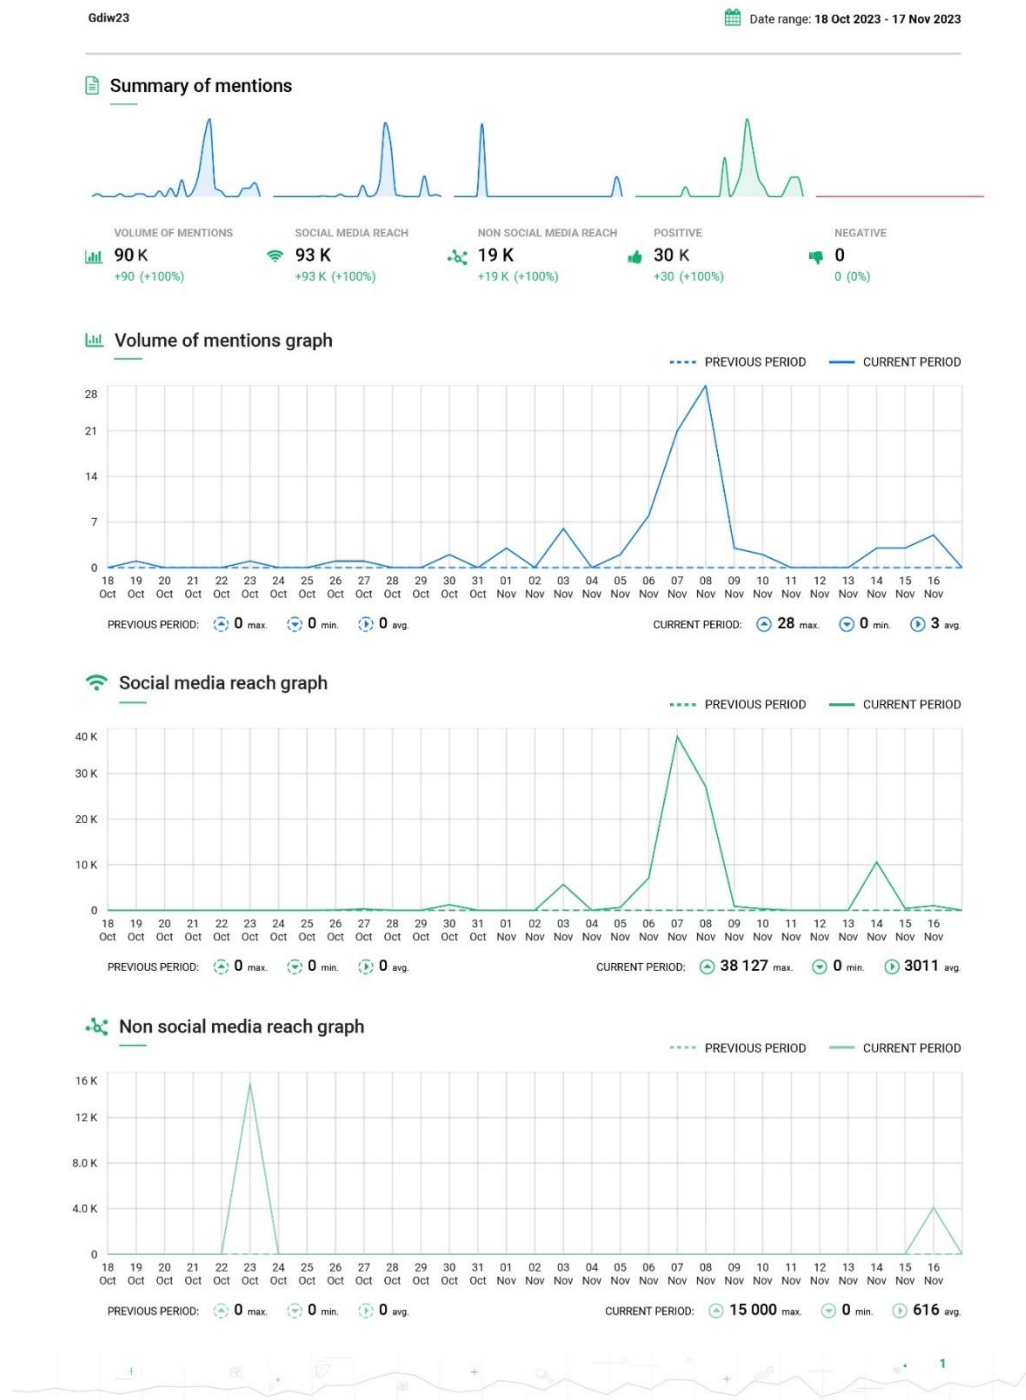 Gdiw23
Date range: 18 Oct 2023 - 17 Nov 2023
Summary of mentions
VOLUME OF MENTIONS SOCIAL MEDIA REACH NON SOCIAL MEDIA REACH POSITIVE NEGATIVE
90 K 93 K 19 K 30 K 0
+90 (+100%) +93 K (+100%) +19 K (+100%) +30 (+100%) 0 (0%)
Volume of mentions graph
PREVIOUS PERIOD CURRENT PERIOD
28
21
14
7
0
18 19 20 21 22 23 24 25 26 27 28 29 30 31 01 02 03 04 05 06 07 08 09 10 11 12 13 14 15 16
Oct Oct Oct Oct Oct Oct Oct Oct Oct Oct Oct Oct Oct Oct Nov Nov Nov Nov Nov Nov Nov Nov Nov Nov Nov Nov Nov Nov Nov Nov
PREVIOUS PERIOD: 0 max. 0 min. 0 avg. CURRENT PERIOD: 28 max. 0 min. 3 avg.
Social media reach graph
PREVIOUS PERIOD CURRENT PERIOD
40 K
30 K
20 K
10 K
0
18 19 20 21 22 23 24 25 26 27 28 29 30 31 01 02 03 04 05 06 07 08 09 10 11 12 13 14 15 16
Oct Oct Oct Oct Oct Oct Oct Oct Oct Oct Oct Oct Oct Oct Nov Nov Nov Nov Nov Nov Nov Nov Nov Nov Nov Nov Nov Nov Nov Nov
PREVIOUS PERIOD: 0 max. 0 min. 0 avg. CURRENT PERIOD: 38 127 max. 0 min. 3011 avg.
Non social media reach graph
PREVIOUS PERIOD CURRENT PERIOD
16 K
12 K
8.0 K
4.0 K
0
18 19 20 21 22 23 24 25 26 27 28 29 30 31 01 02 03 04 05 06 07 08 09 10 11 12 13 14 15 16
Oct Oct Oct Oct Oct Oct Oct Oct Oct Oct Oct Oct Oct Oct Nov Nov Nov Nov Nov Nov Nov Nov Nov Nov Nov Nov Nov Nov Nov Nov
PREVIOUS PERIOD: 0 max. 0 min. 0 avg. CURRENT PERIOD: 15 000 max. 0 min. 616 avg.
1